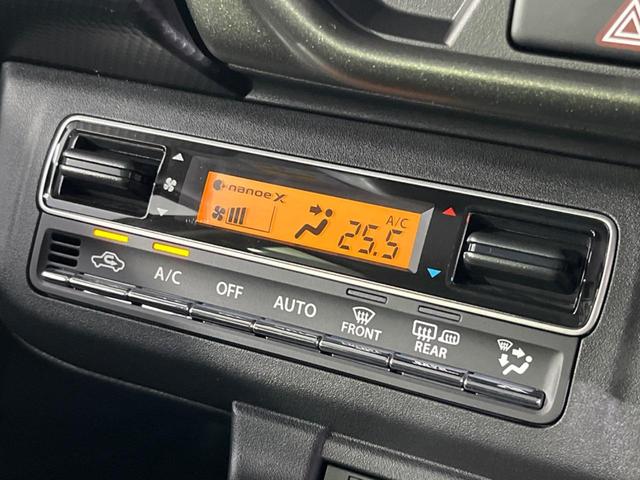 nanoe X
A/C
25.5
A/C
OFF
AUTO
FRONT
REAR